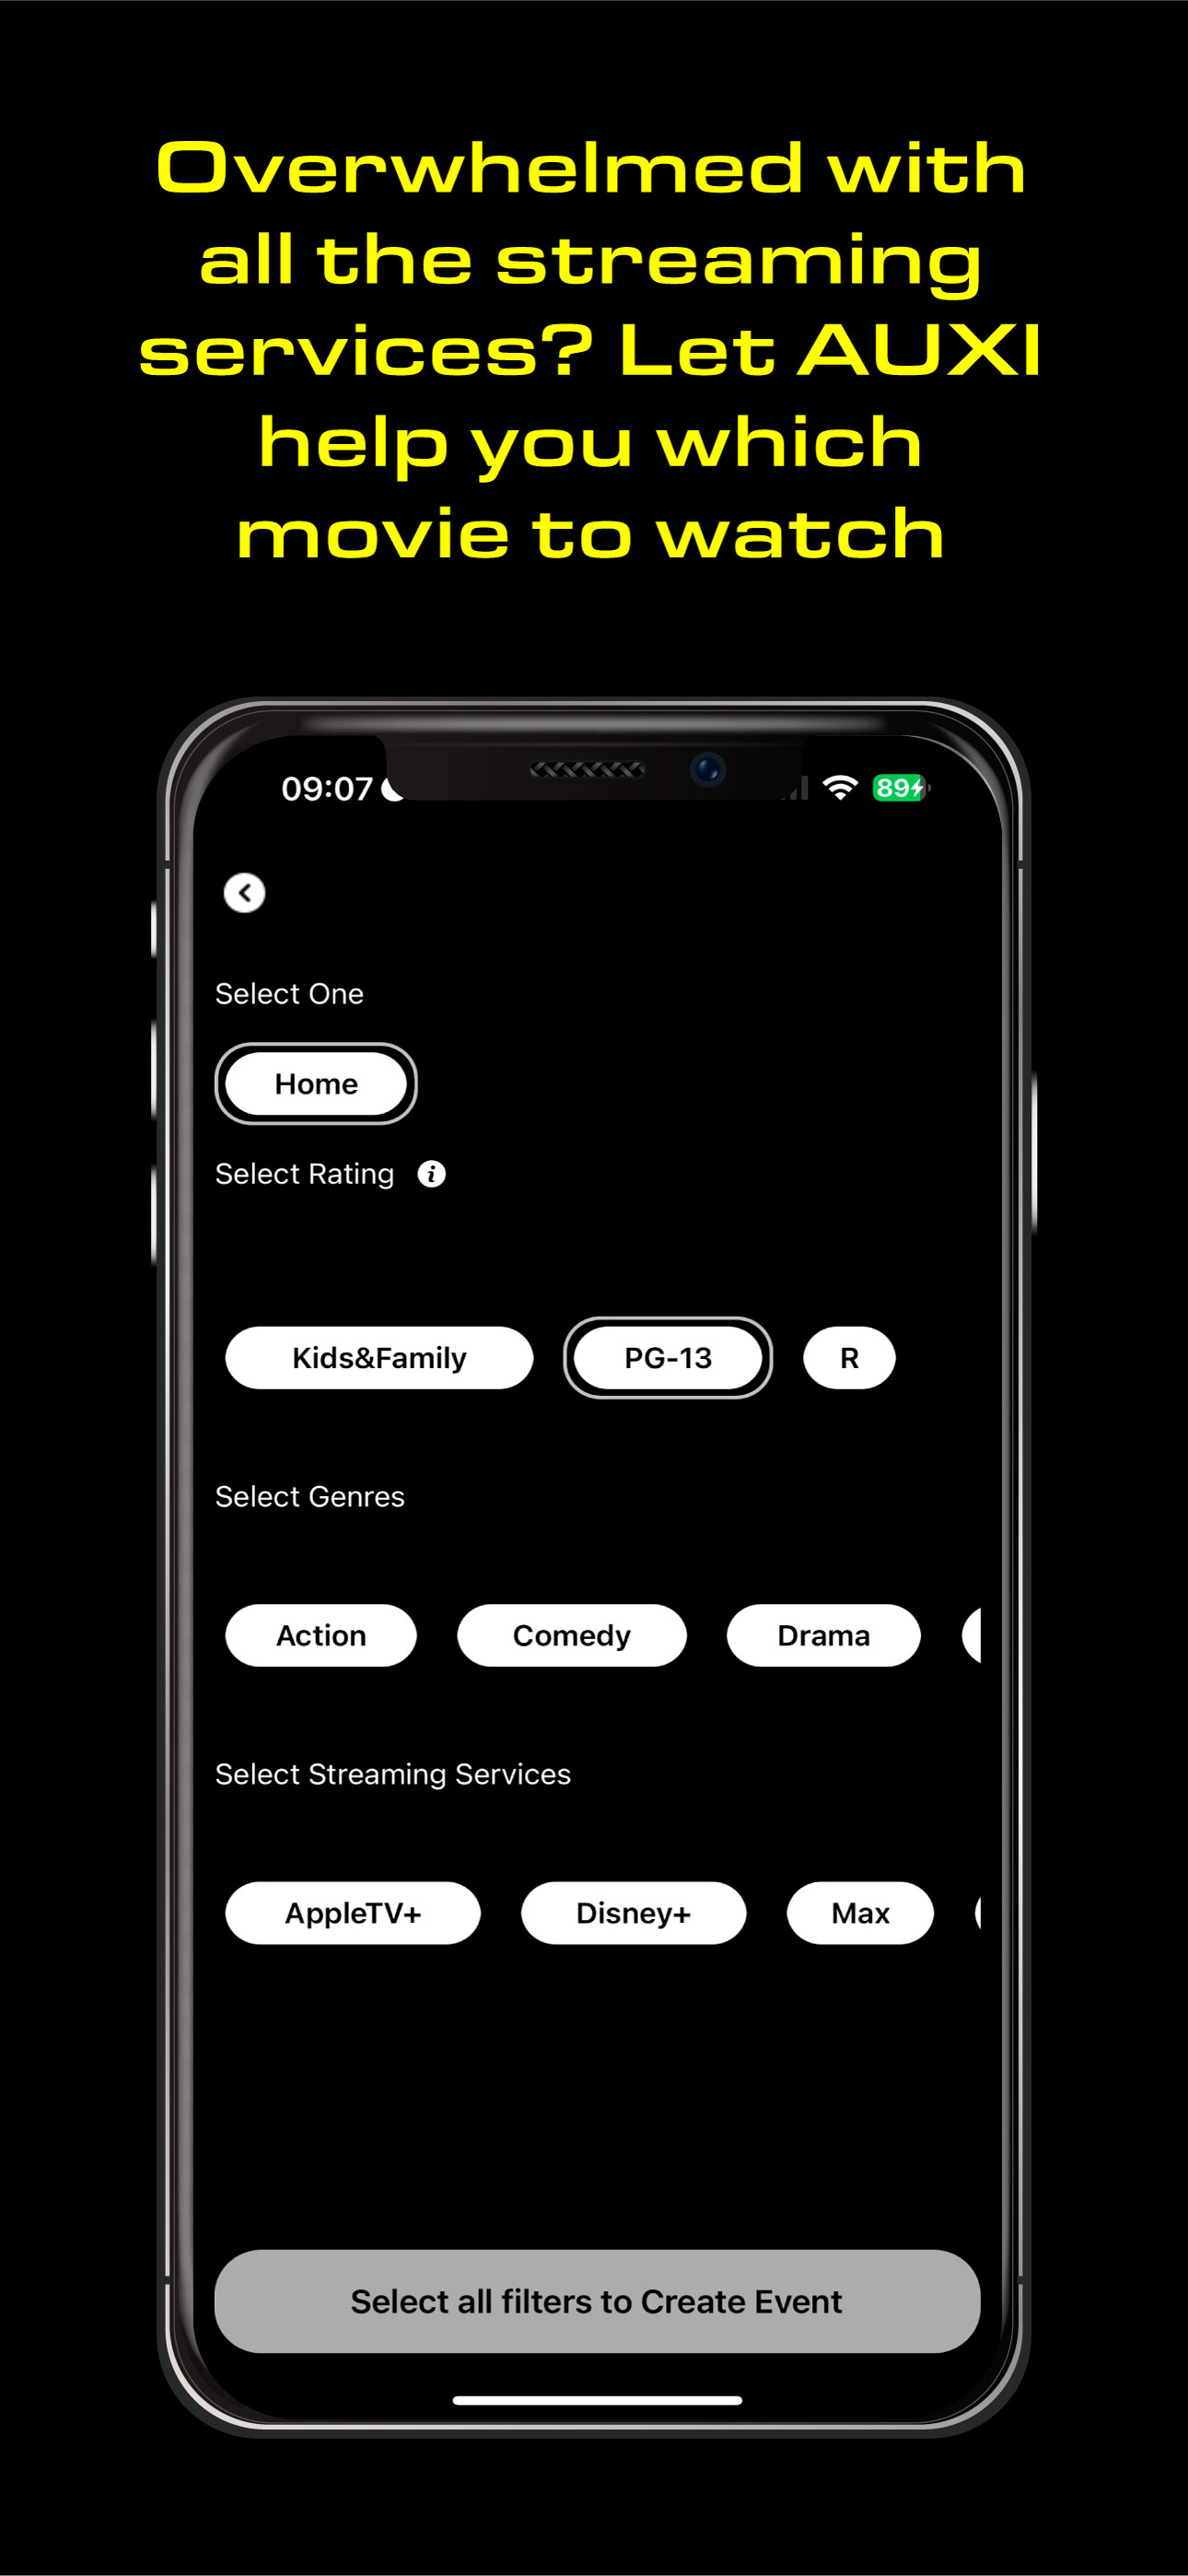 Overwhelmed with
all the streaming
services? Let AUXI
help you which
movie to watch
09:07
89
Select One
Home
Select Rating i
Kids&Family PG-13 R
Select Genres
Action Comedy Drama
Select Streaming Services
AppleTV+ Disney+ Max
Select all filters to Create Event